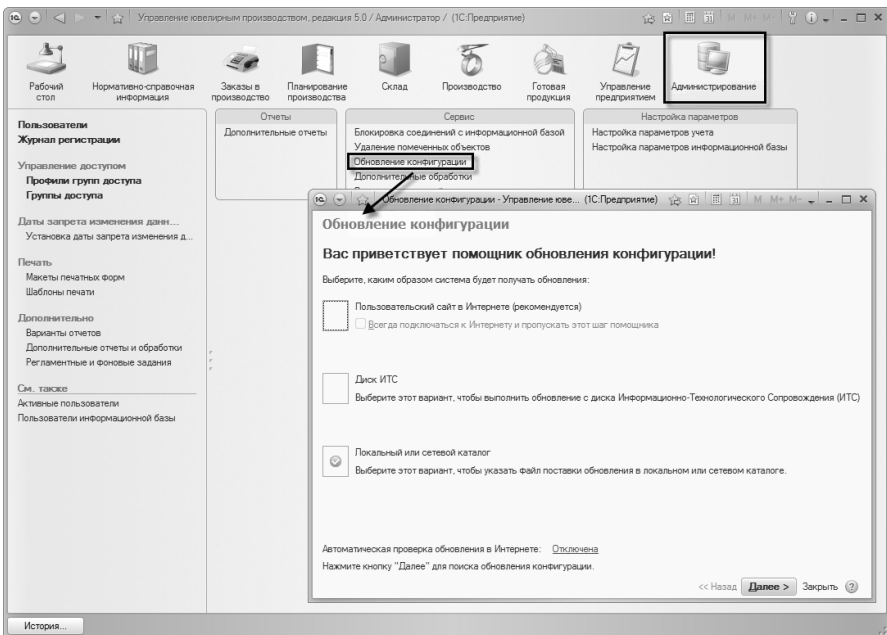 Управление ювелирным производством, редакция 5.0 / Администратор / (1С:Предприятие)
M M+ M-
Рабочий стол
Нормативно-справочная информация
Заказы в производство
Планирование производства
Склад
Производство
Готовая продукция
Управление предприятием
Администрирование
Пользователи
Журнал регистрации
Управление доступом
Профили групп доступа
Группы доступа
Даты запрета изменения данн...
Установка даты запрета изменения д...
Печать
Макеты печатных форм
Шаблоны печати
Дополнительно
Варианты отчетов
Дополнительные отчеты и обработки
Регламентные и фоновые задания
См. также
Активные пользователи
Пользователи информационной базы
Отчеты
Дополнительные отчеты
Сервис
Блокировка соединений с информационной базой
Удаление помеченных объектов
Обновление конфигурации
Дополнительные обработки
Настройка параметров
Настройка параметров учета
Настройка параметров информационной базы
Обновление конфигурации - Управление юве... (1С:Предприятие)
M M+ M-
Обновление конфигурации
Вас приветствует помощник обновления конфигурации!
Выберите, каким образом система будет получать обновления:
Пользовательский сайт в Интернете (рекомендуется)
Всегда подключаться к Интернету и пропускать этот шаг помощника
Диск ИТС
Выберите этот вариант, чтобы выполнить обновление с диска Информационно-Технологического Сопровождения (ИТС)
Локальный или сетевой каталог
Выберите этот вариант, чтобы указать файл поставки обновления в локальном или сетевом каталоге.
Автоматическая проверка обновления в Интернете: Отключена
Нажмите кнопку "Далее" для поиска обновления конфигурации.
<< Назад Далее > Закрыть ?
История...